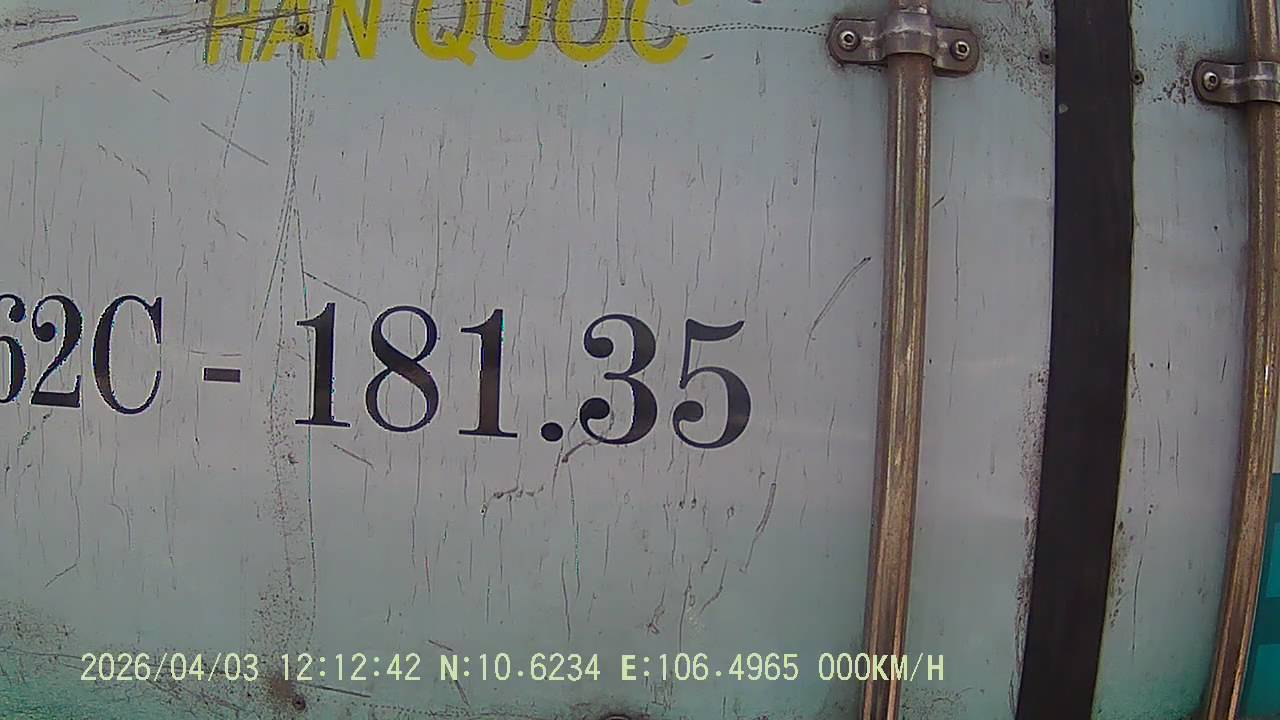 HÀN QUỐC
62C - 181.35
2026/04/03 12:12:42 N:10.6234 E:106.4965 000KM/H